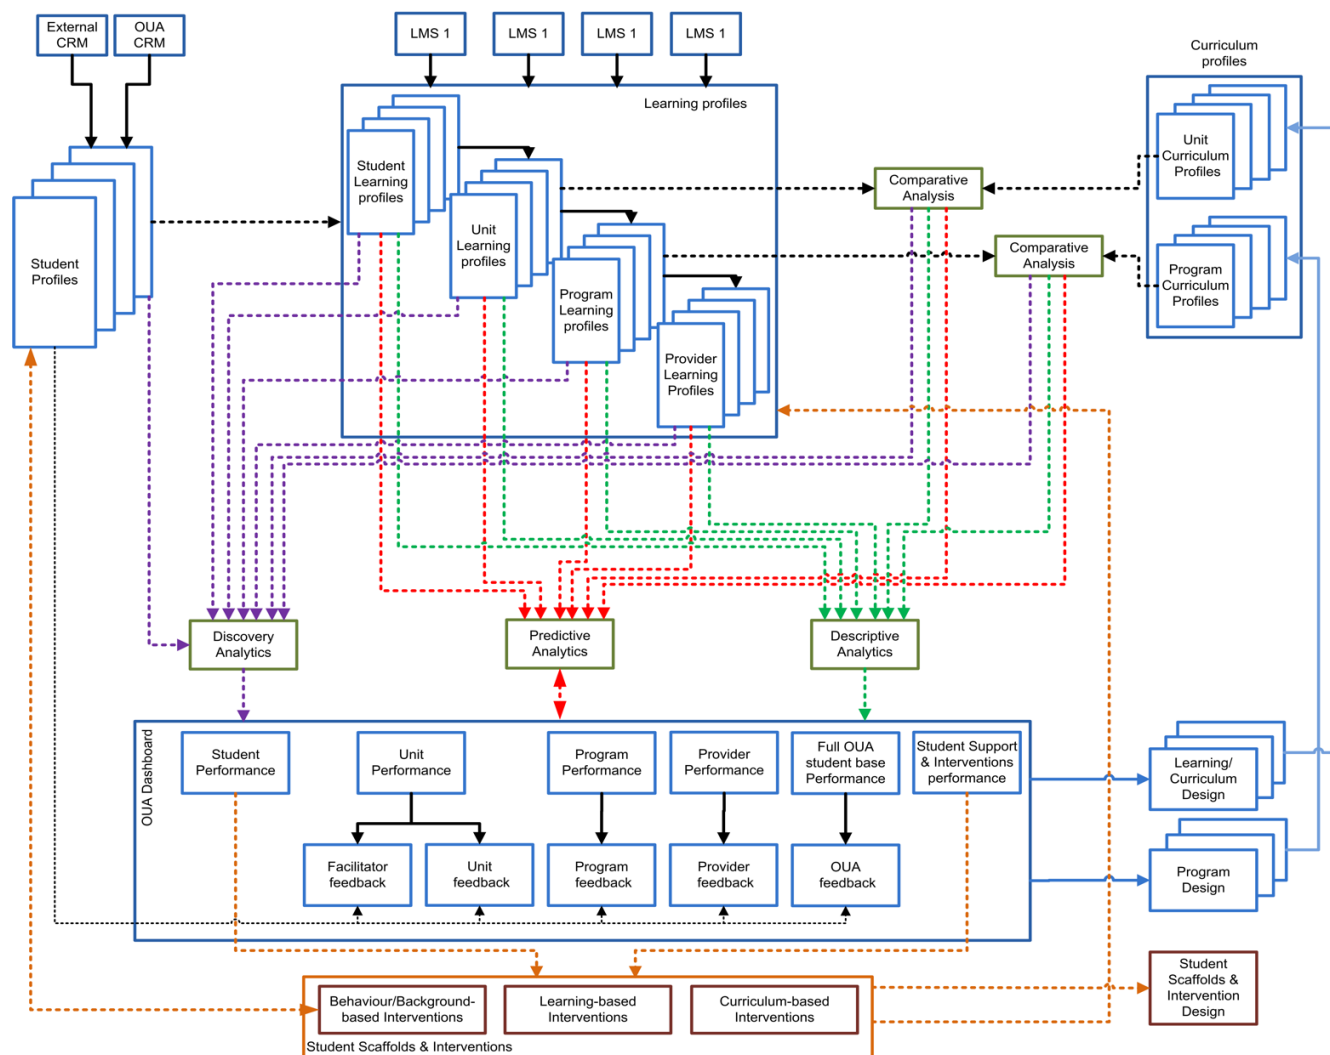 External
CRM
OUA
CRM
LMS 1
LMS 1
LMS 1
LMS 1
Curriculum
profiles
Learning profiles
Student
Learning
profiles
Unit
Learning
profiles
Program
Learning
profiles
Provider
Learning
Profiles
Student
Profiles
Comparative
Analysis
Comparative
Analysis
Unit
Curriculum
Profiles
Program
Curriculum
Profiles
Discovery
Analytics
Predictive
Analytics
Descriptive
Analytics
OUA Dashboard
Student
Performance
Unit
Performance
Program
Performance
Provider
Performance
Full OUA
student base
Performance
Student Support
& Interventions
performance
Facilitator
feedback
Unit
feedback
Program
feedback
Provider
feedback
OUA
feedback
Learning/
Curriculum
Design
Program
Design
Behaviour/Background-
based Interventions
Learning-based
Interventions
Curriculum-based
Interventions
Student Scaffolds & Interventions
Student
Scaffolds &
Intervention
Design